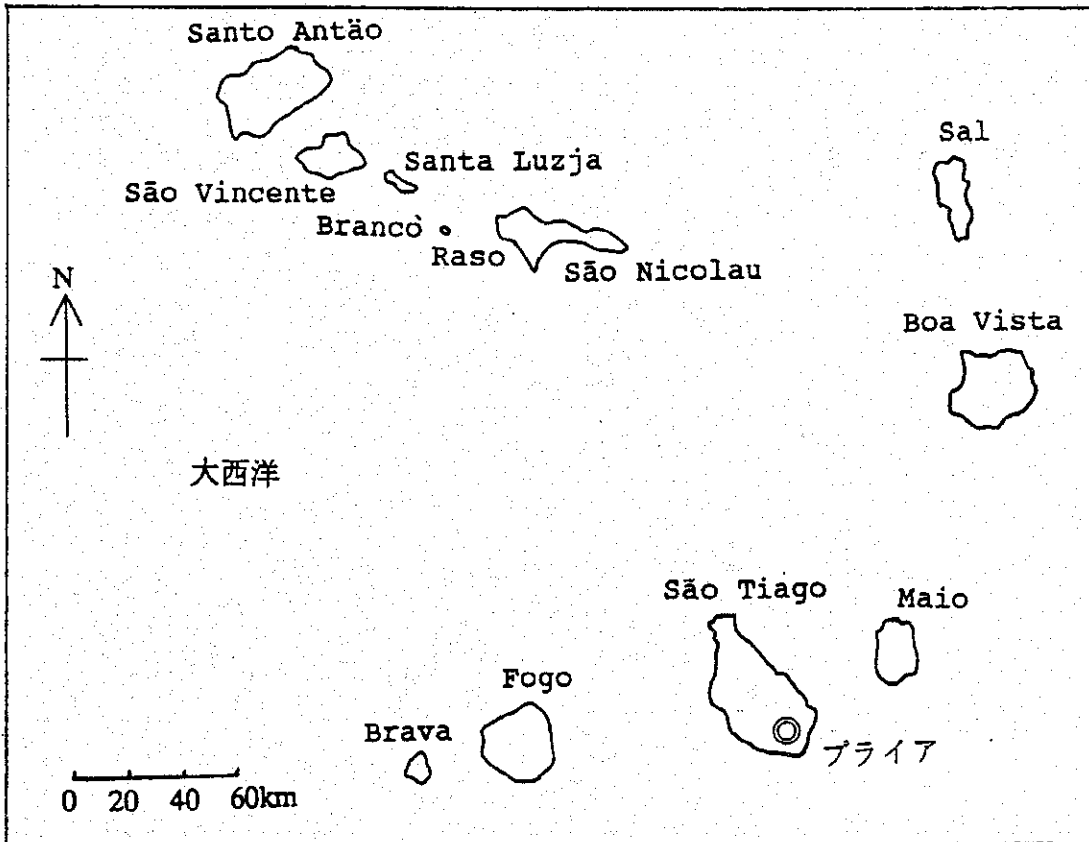 Santo Antão
Sal
Santa Luzja
São Vincente
Branco
Raso
São Nicolau
N
Boa Vista
大西洋
São Tiago
Maio
Fogo
Brava
プライア
0 20 40 60km